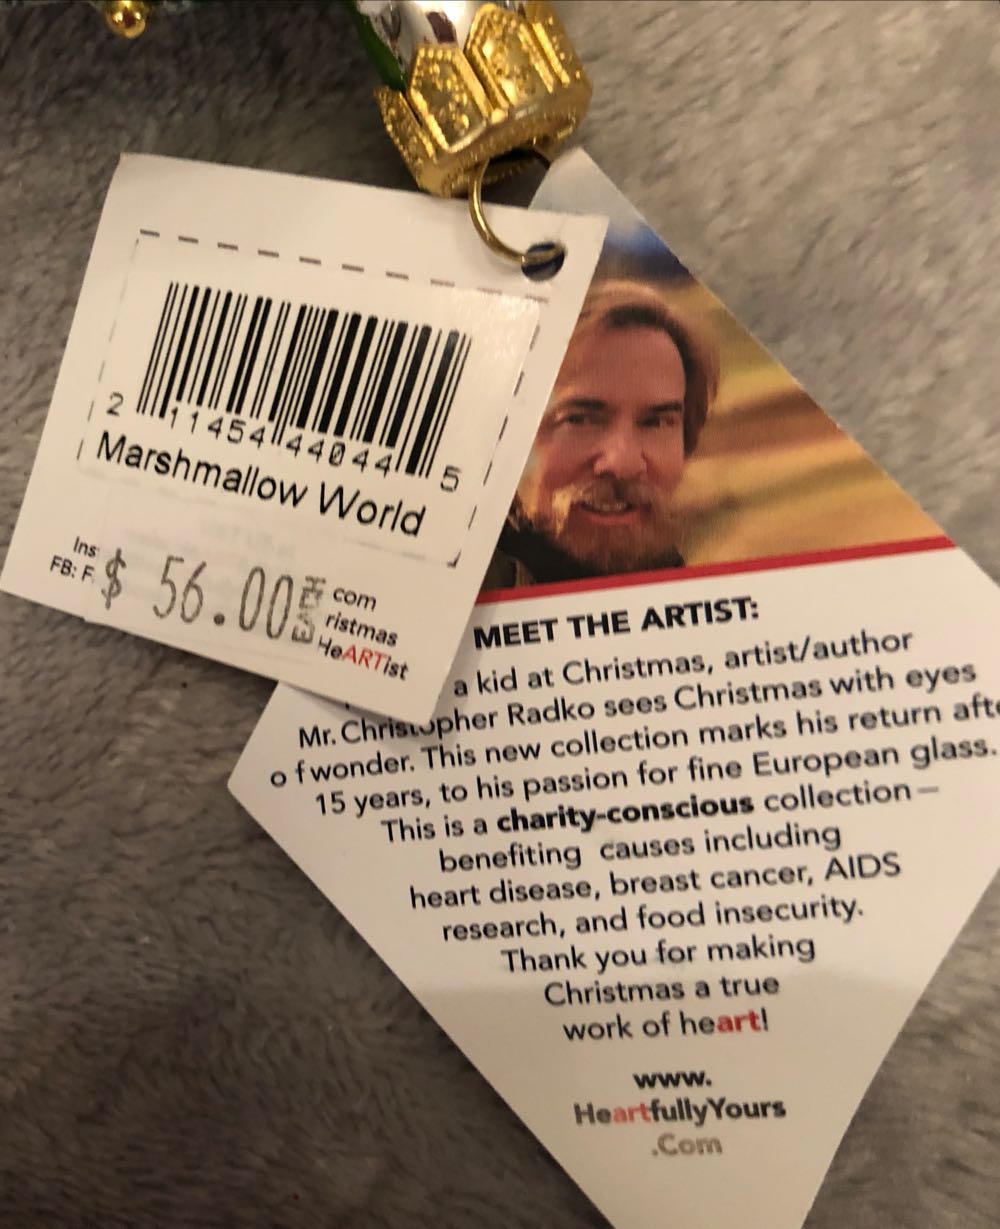 2 11454 44044 5
Marshmallow World
Ins
FB: F
$ 56.00 EACH
com
ristmas
HeARTist
MEET THE ARTIST:
a kid at Christmas, artist/author
Mr. Christopher Radko sees Christmas with eyes
o f wonder. This new collection marks his return afte
15 years, to his passion for fine European glass.
This is a charity-conscious collection—
benefiting causes including
heart disease, breast cancer, AIDS
research, and food insecurity.
Thank you for making
Christmas a true
work of heart!
www.
HeartfullyYours
.Com